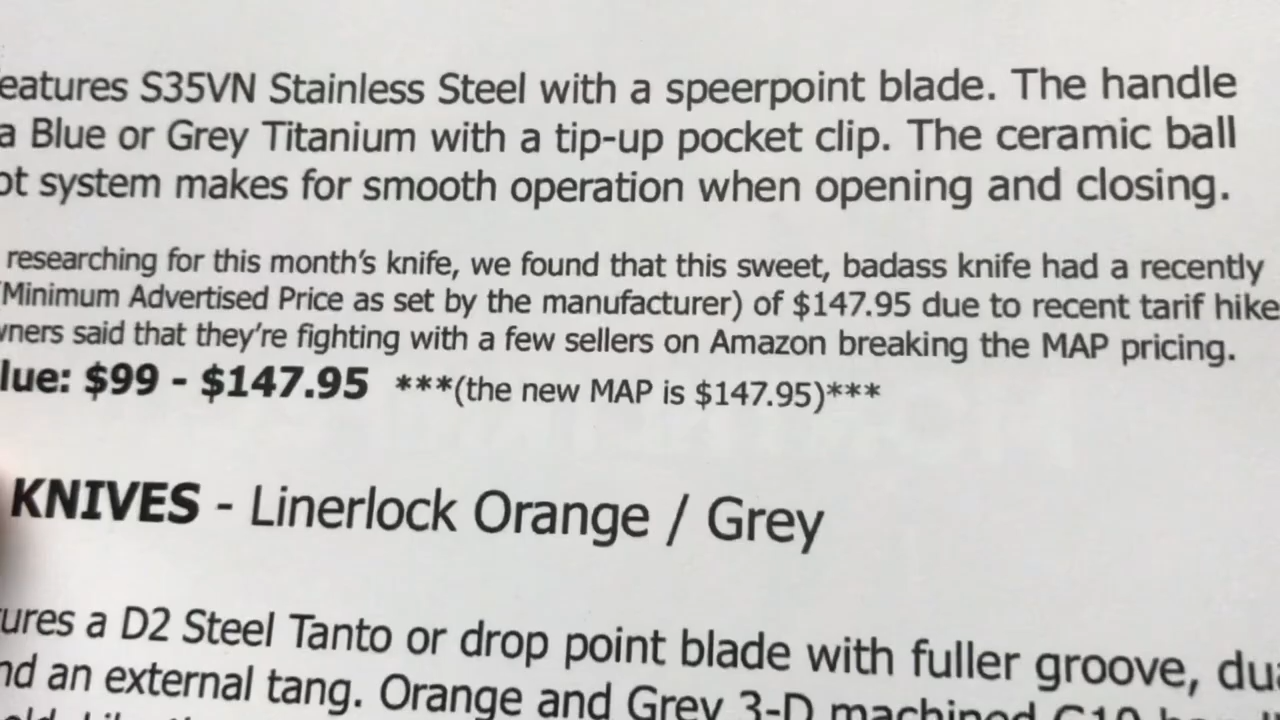 eatures S35VN Stainless Steel with a speerpoint blade. The handle
a Blue or Grey Titanium with a tip-up pocket clip. The ceramic ball
ot system makes for smooth operation when opening and closing.
researching for this month's knife, we found that this sweet, badass knife had a recently
(Minimum Advertised Price as set by the manufacturer) of $147.95 due to recent tarif hike
wners said that they're fighting with a few sellers on Amazon breaking the MAP pricing.
lue: $99 - $147.95 ***(the new MAP is $147.95)***
KNIVES - Linerlock Orange / Grey
ures a D2 Steel Tanto or drop point blade with fuller groove, dua
nd an external tang. Orange and Grey 3-D machined G10